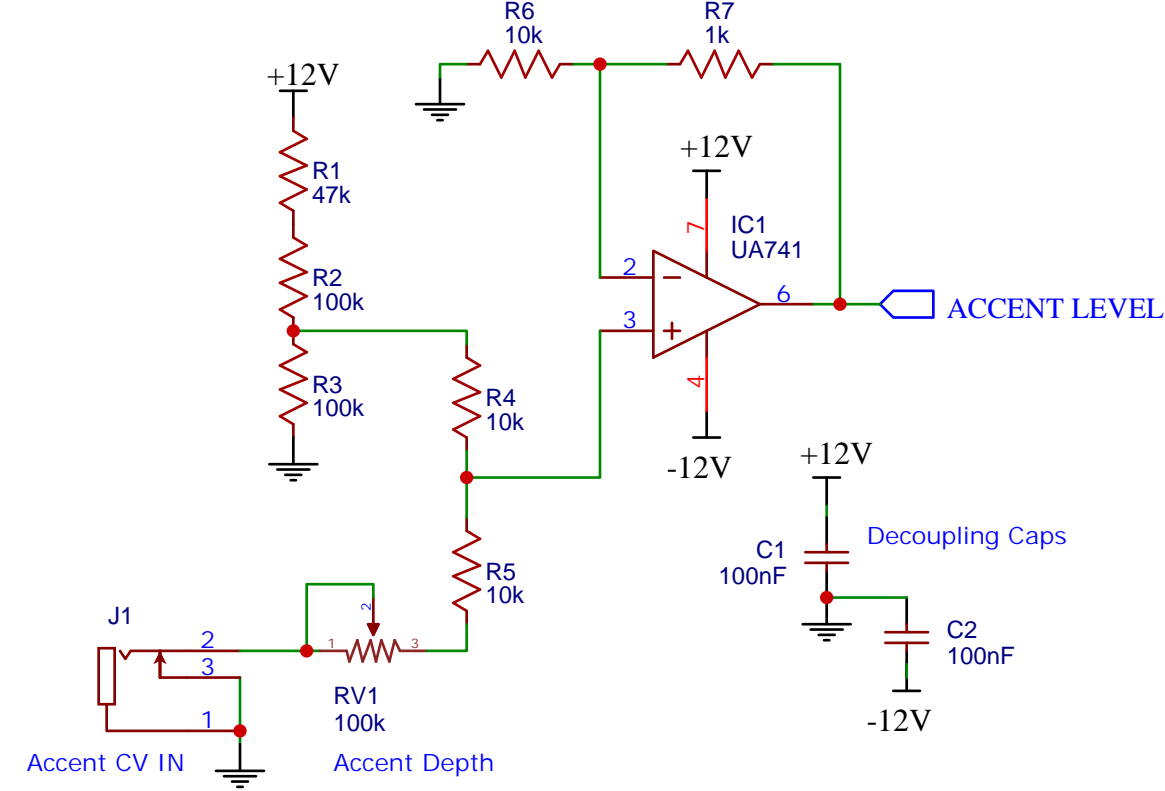 R6
10k
R7
1k
+12V
R1
47k
+12V
7
IC1
UA741
2
R2
100k
6
ACCENT LEVEL
3
R3
100k
4
R4
10k
-12V
+12V
Decoupling Caps
C1
100nF
R5
10k
2
J1
2
1
3
3
C2
100nF
RV1
100k
1
-12V
Accent CV IN
Accent Depth